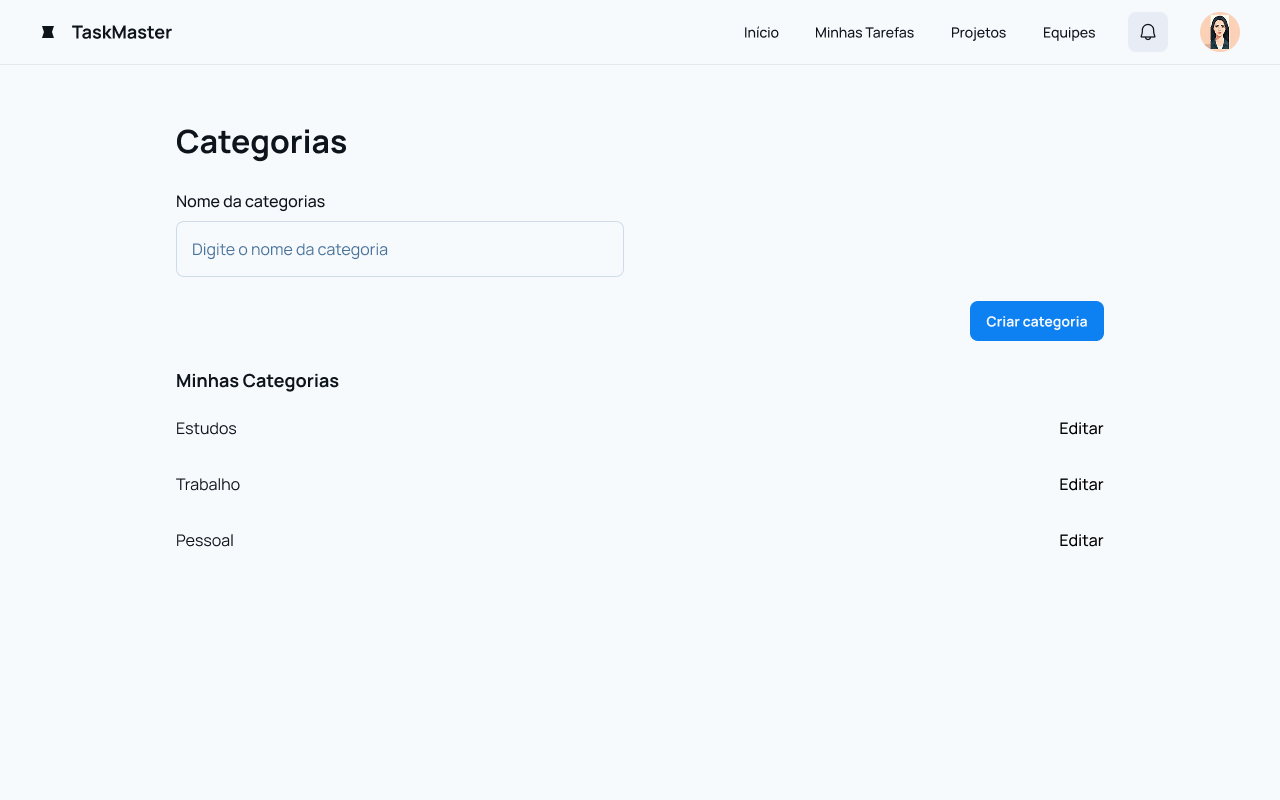 TaskMaster
Início Minhas Tarefas Projetos Equipes
Categorias
Nome da categorias
Digite o nome da categoria
Criar categoria
Minhas Categorias
Estudos Editar
Trabalho Editar
Pessoal Editar